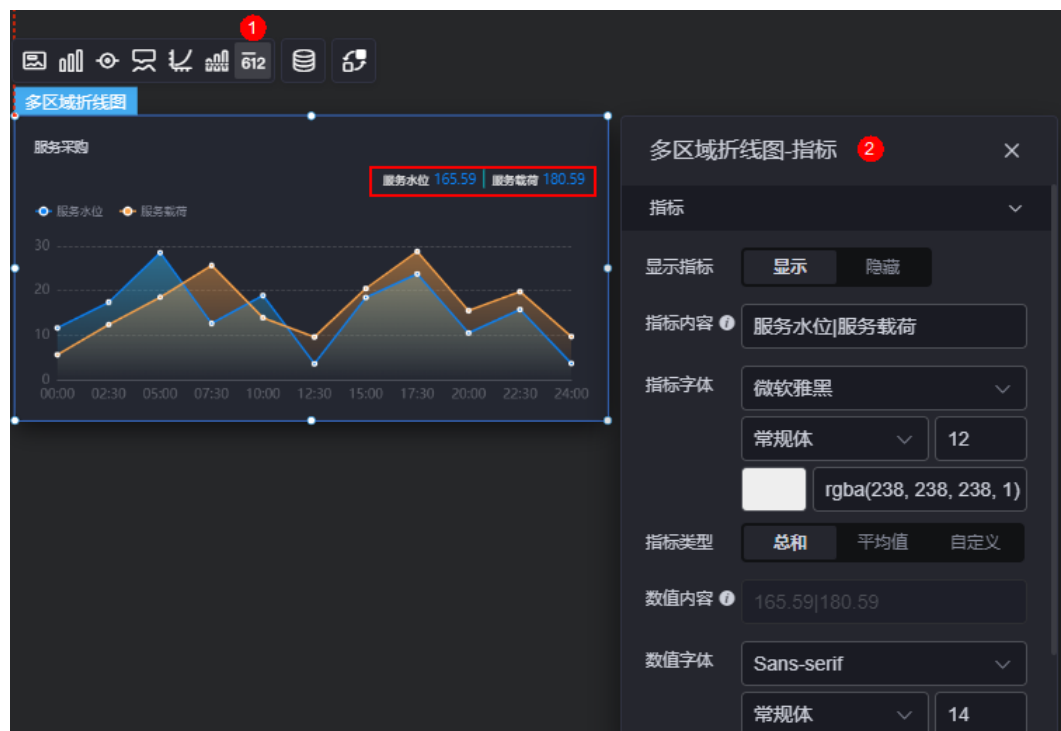 1
612
多区域折线图
服务采购
服务水位 165.59 服务载荷 180.59
服务水位 服务载荷
30
20
10
0
00:00 02:30 05:00 07:30 10:00 12:30 15:00 17:30 20:00 22:30 24:00
多区域折线图-指标 2
指标
显示指标 显示 隐藏
指标内容 服务水位|服务载荷
指标字体 微软雅黑
常规体 12
rgba(238, 238, 238, 1)
指标类型 总和 平均值 自定义
数值内容 165.59|180.59
数值字体 Sans-serif
常规体 14